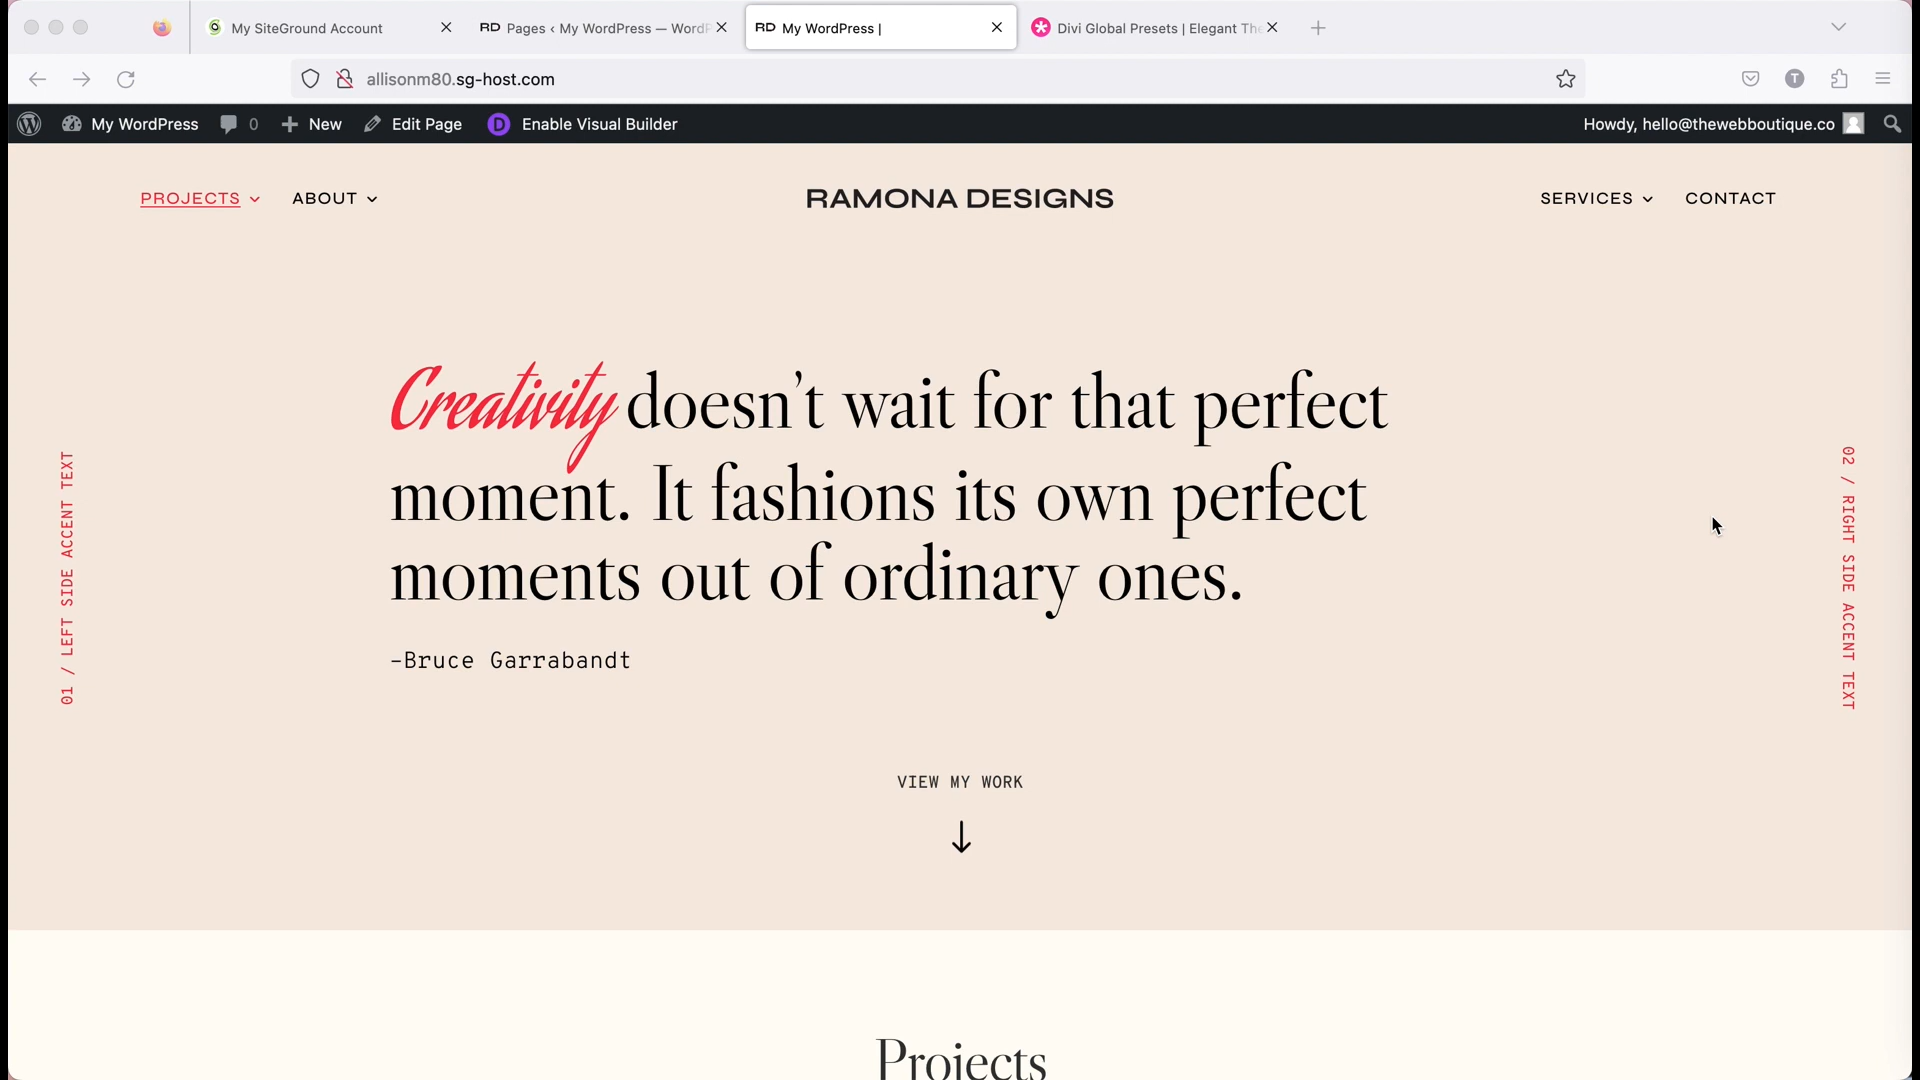 My SiteGround Account
RD Pages ‹ My WordPress — WordP
RD My WordPress |
Divi Global Presets | Elegant The
allisonm80.sg-host.com
T
My WordPress
0
New
Edit Page
D Enable Visual Builder
Howdy, hello@thewebboutique.co
PROJECTS
ABOUT
RAMONA DESIGNS
SERVICES
CONTACT
Creativity doesn’t wait for that perfect
moment. It fashions its own perfect
moments out of ordinary ones.
–Bruce Garrabandt
01 / LEFT SIDE ACCENT TEXT
02 / RIGHT SIDE ACCENT TEXT
VIEW MY WORK
Projects